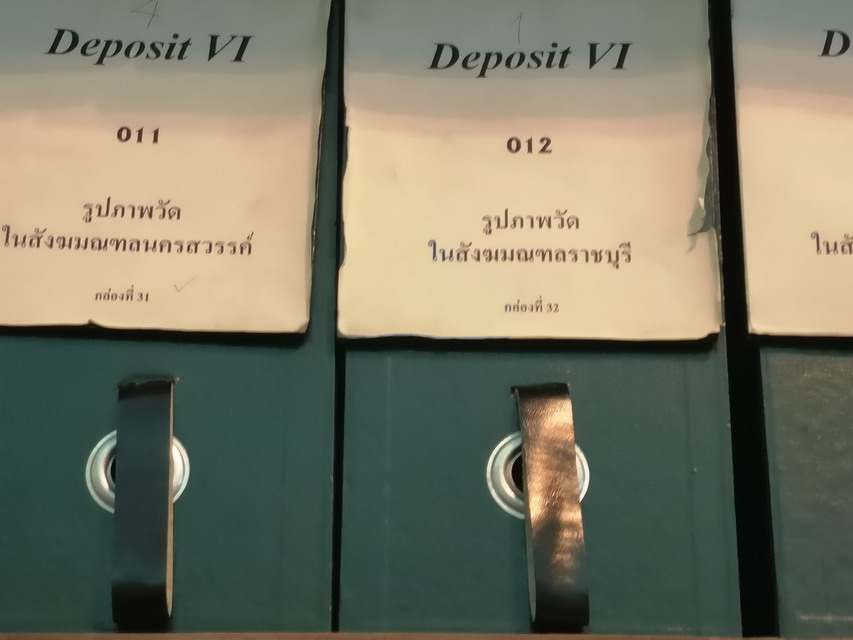 4
Deposit VI
011
รูปภาพวัด
ในสังฆมณฑลนครสวรรค์
กล่องที่ 31
1
Deposit VI
012
รูปภาพวัด
ในสังฆมณฑลราชบุรี
กล่องที่ 32
D
ในสั